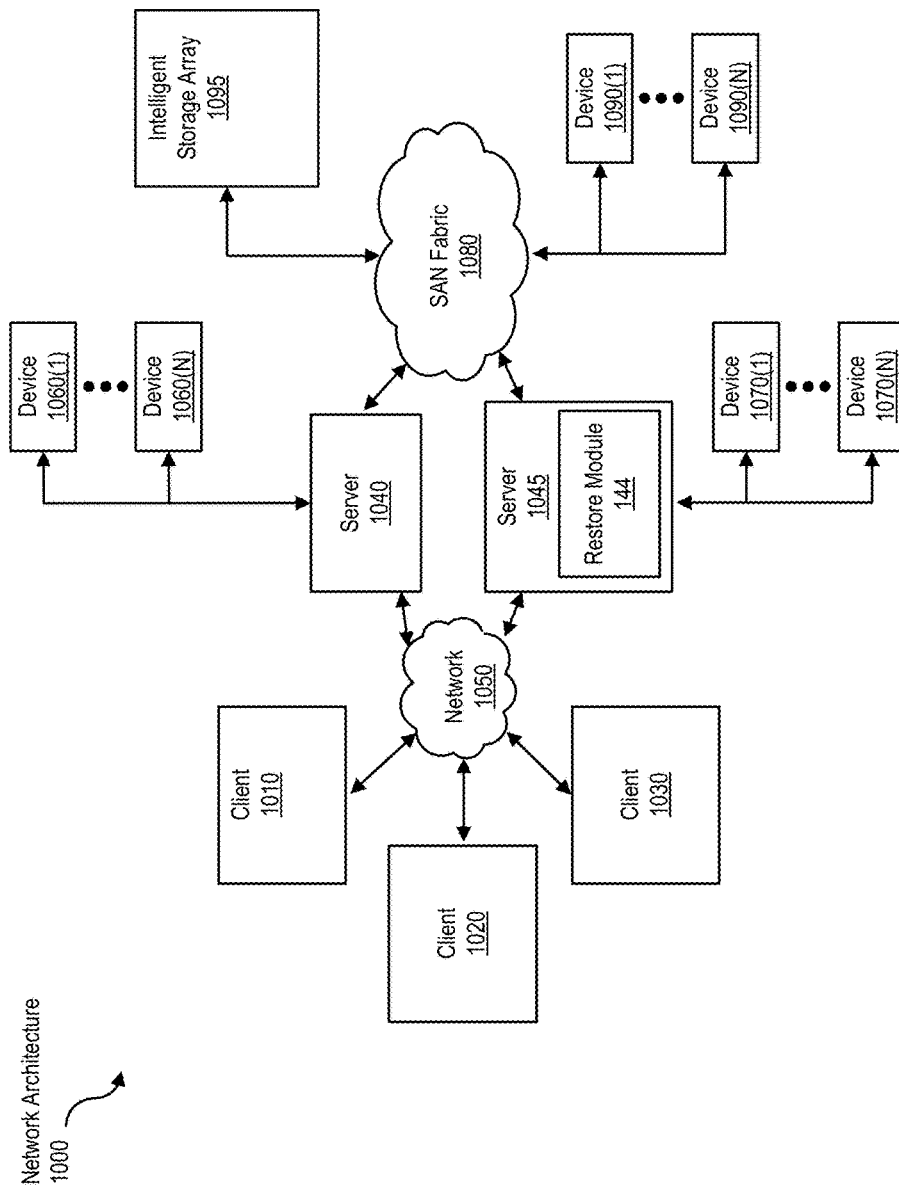 Network Architecture
1000
Client
1010
Client
1020
Client
1030
Network
1050
Server
1040
Server
1045
Restore Module
144
Device
1060(1)
Device
1060(N)
Device
1070(1)
Device
1070(N)
SAN Fabric
1080
Intelligent
Storage Array
1095
Device
1090(1)
Device
1090(N)